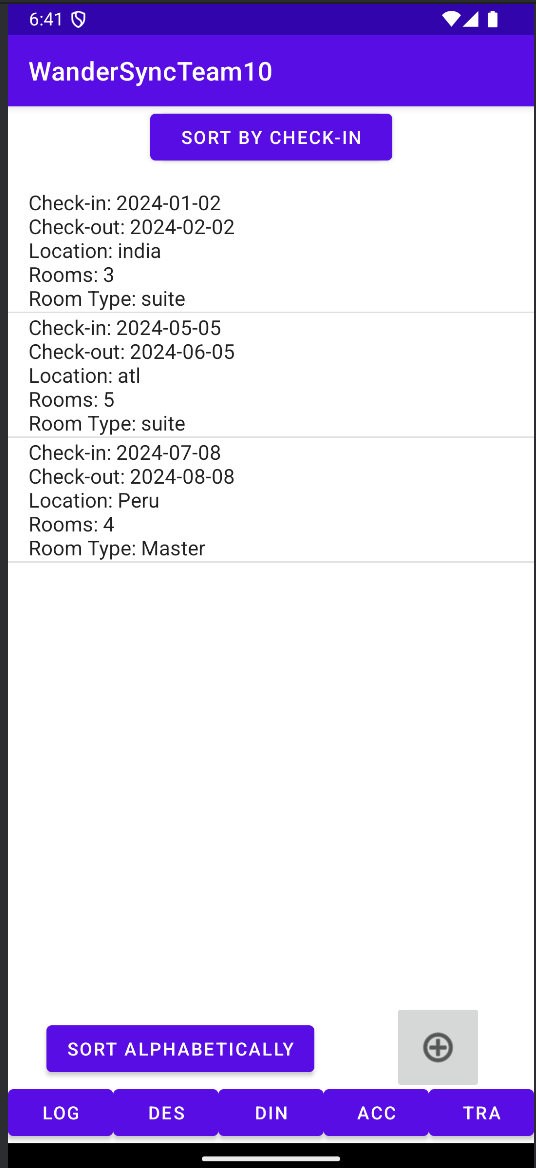 6:41
WanderSyncTeam10
SORT BY CHECK-IN
Check-in: 2024-01-02
Check-out: 2024-02-02
Location: india
Rooms: 3
Room Type: suite
Check-in: 2024-05-05
Check-out: 2024-06-05
Location: atl
Rooms: 5
Room Type: suite
Check-in: 2024-07-08
Check-out: 2024-08-08
Location: Peru
Rooms: 4
Room Type: Master
SORT ALPHABETICALLY
LOG DES DIN ACC TRA